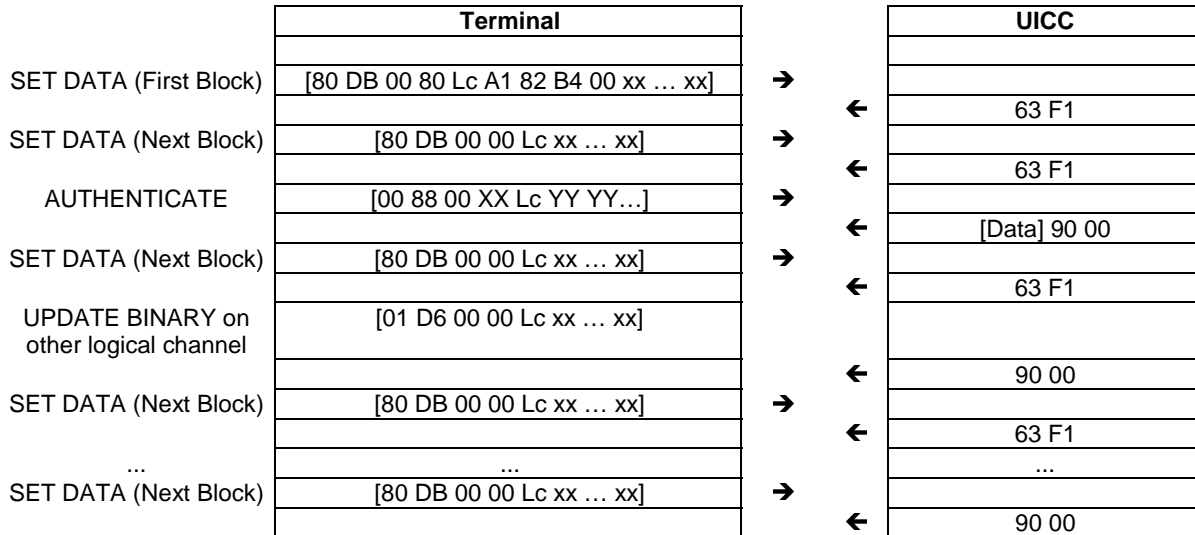 Terminal UICC
SET DATA (First Block) [80 DB 00 80 Lc A1 82 B4 00 xx … xx] ➔
🡸 63 F1
SET DATA (Next Block) [80 DB 00 00 Lc xx … xx] ➔
🡸 63 F1
AUTHENTICATE [00 88 00 XX Lc YY YY…] ➔
🡸 [Data] 90 00
SET DATA (Next Block) [80 DB 00 00 Lc xx … xx] ➔
🡸 63 F1
UPDATE BINARY on [01 D6 00 00 Lc xx … xx]
other logical channel
🡸 90 00
SET DATA (Next Block) [80 DB 00 00 Lc xx … xx] ➔
🡸 63 F1
... ... ...
SET DATA (Next Block) [80 DB 00 00 Lc xx … xx] ➔
🡸 90 00